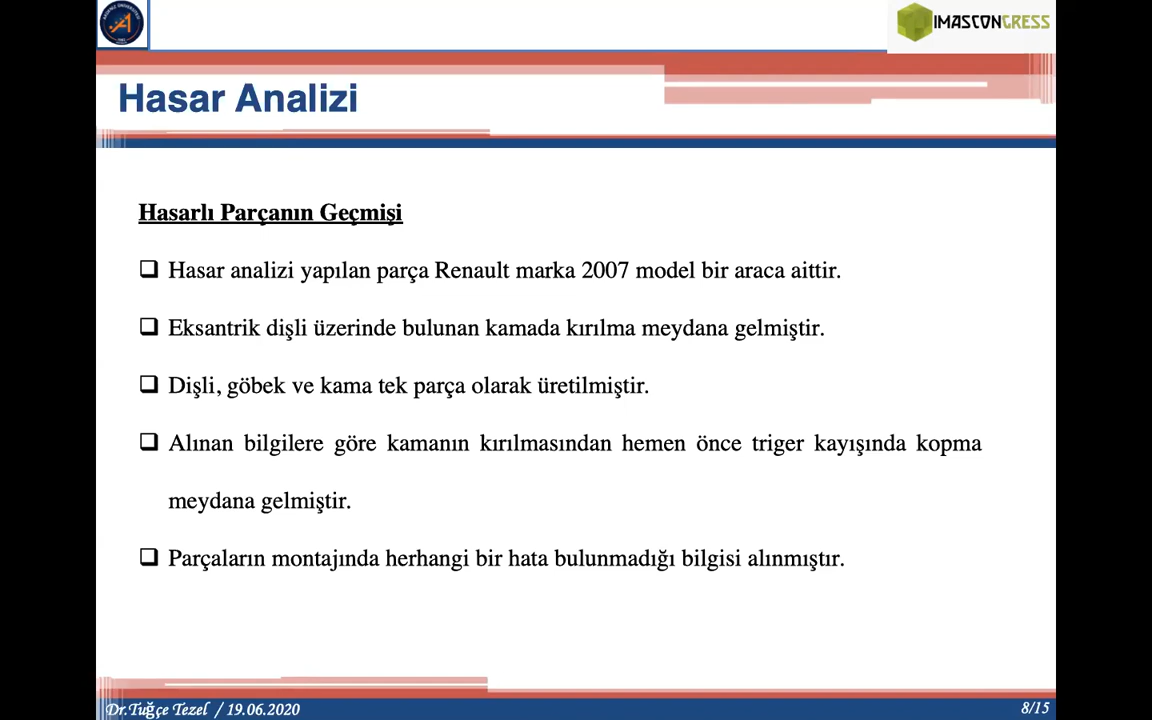 IMASCONGRESS
Hasar Analizi
Hasarlı Parçanın Geçmişi
Hasar analizi yapılan parça Renault marka 2007 model bir araca aittir.
Eksantrik dişli üzerinde bulunan kamada kırılma meydana gelmiştir.
Dişli, göbek ve kama tek parça olarak üretilmiştir.
Alınan bilgilere göre kamanın kırılmasından hemen önce triger kayışında kopma
meydana gelmiştir.
Parçaların montajında herhangi bir hata bulunmadığı bilgisi alınmıştır.
Dr.Tuğçe Tezel / 19.06.2020
8/15